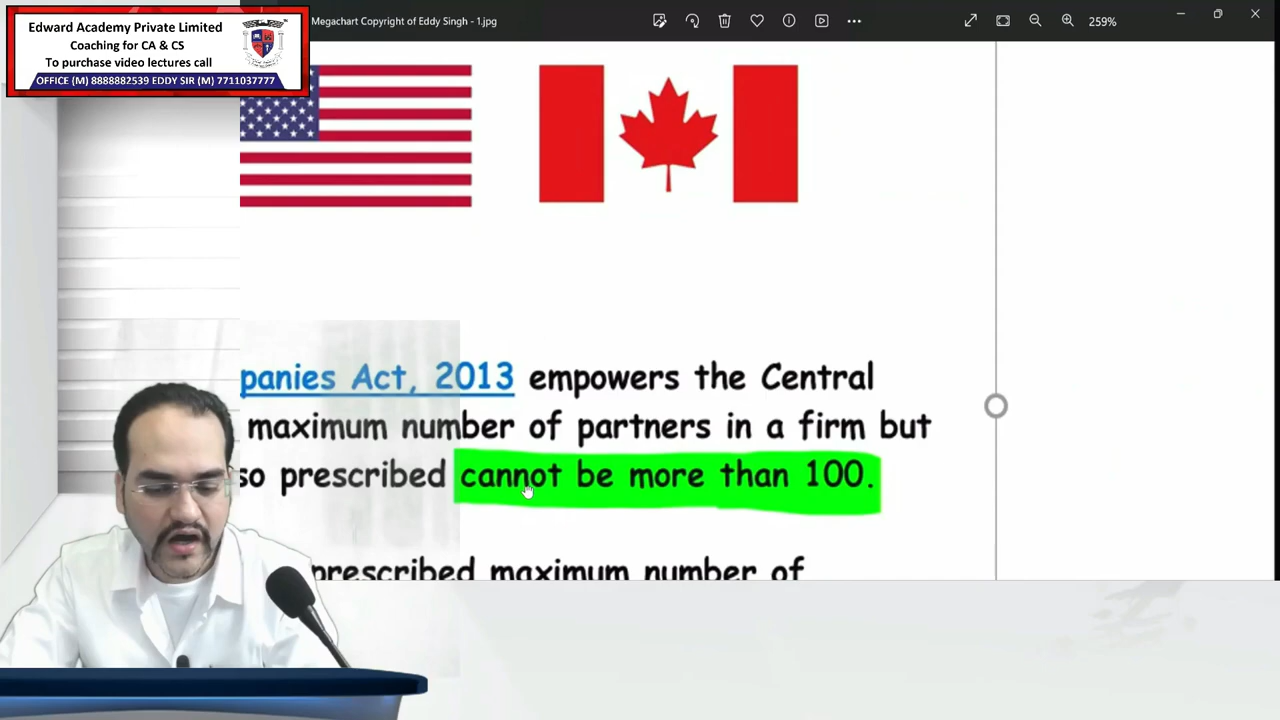 Edward Academy Private Limited
Coaching for CA & CS
To purchase video lectures call
OFFICE (M) 8888882539 EDDY SIR (M) 7711037777
Megachart Copyright of Eddy Singh - 1.jpg
259%
panies Act, 2013 empowers the Central
maximum number of partners in a firm but
so prescribed cannot be more than 100.
prescribed maximum number of